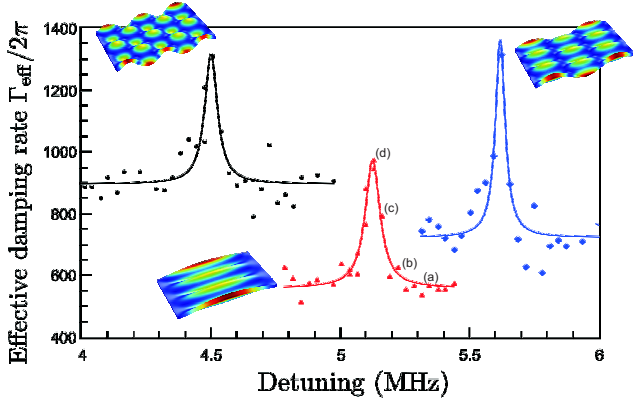 Effective damping rate Γeff/2π
1400
1200
1000
800
600
400
(d)
(c)
(b)
(a)
4
4.5
5
5.5
6
Detuning (MHz)